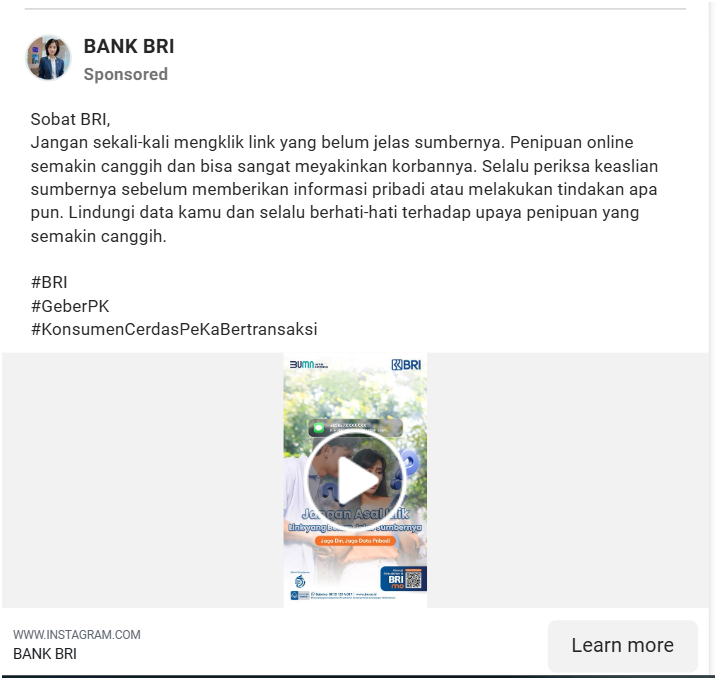 BANK BRI
Sponsored
Sobat BRI,
Jangan sekali-kali mengklik link yang belum jelas sumbernya. Penipuan online
semakin canggih dan bisa sangat meyakinkan korbannya. Selalu periksa keaslian
sumbernya sebelum memberikan informasi pribadi atau melakukan tindakan apa
pun. Lindungi data kamu dan selalu berhati-hati terhadap upaya penipuan yang
semakin canggih.
#BRI
#GeberPK
#KonsumenCerdasPeKaBertransaksi
BUMN
BRI
Jangan Asal
Link yang
Sumbernya
Jaga Diri, Jaga Data Pribadi
BRI
mo
WWW.INSTAGRAM.COM
BANK BRI
Learn more